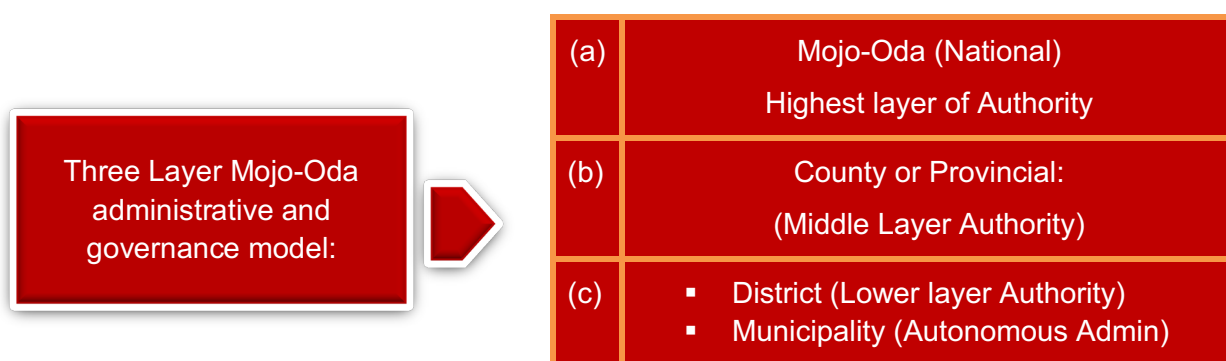 Three Layer Mojo-Oda
administrative and
governance model:
(a)
Mojo-Oda (National)
Highest layer of Authority
(b)
County or Provincial:
(Middle Layer Authority)
(c)
▪ District (Lower layer Authority)
▪ Municipality (Autonomous Admin)